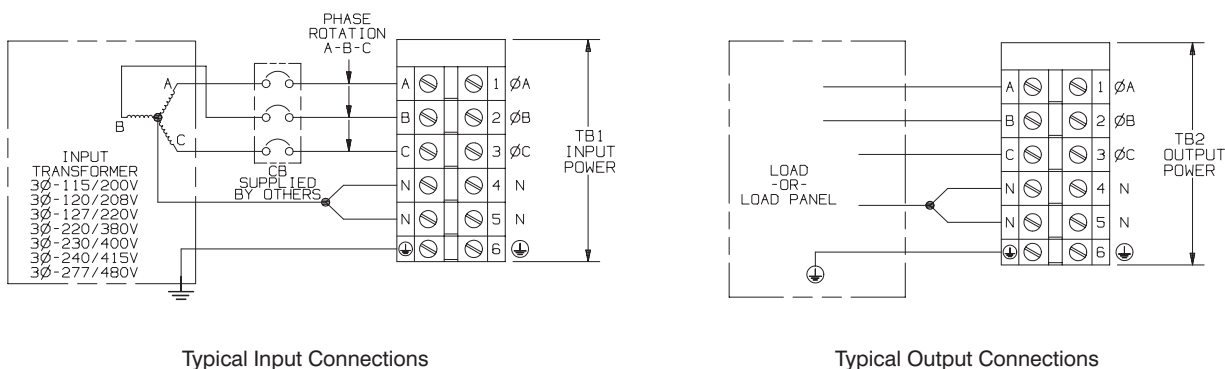 PHASE
ROTATION
A-B-C
A
B
C
INPUT
TRANSFORMER
3Ø-115/200V
3Ø-120/208V
3Ø-127/220V
3Ø-220/380V
3Ø-230/400V
3Ø-240/415V
3Ø-277/480V
CB
SUPPLIED
BY OTHERS
A 1 ØA
B 2 ØB
C 3 ØC
N 4 N
N 5 N
6
TB1
INPUT
POWER
Typical Input Connections
LOAD
-OR-
LOAD PANEL
A 1 ØA
B 2 ØB
C 3 ØC
N 4 N
N 5 N
6
TB2
OUTPUT
POWER
Typical Output Connections